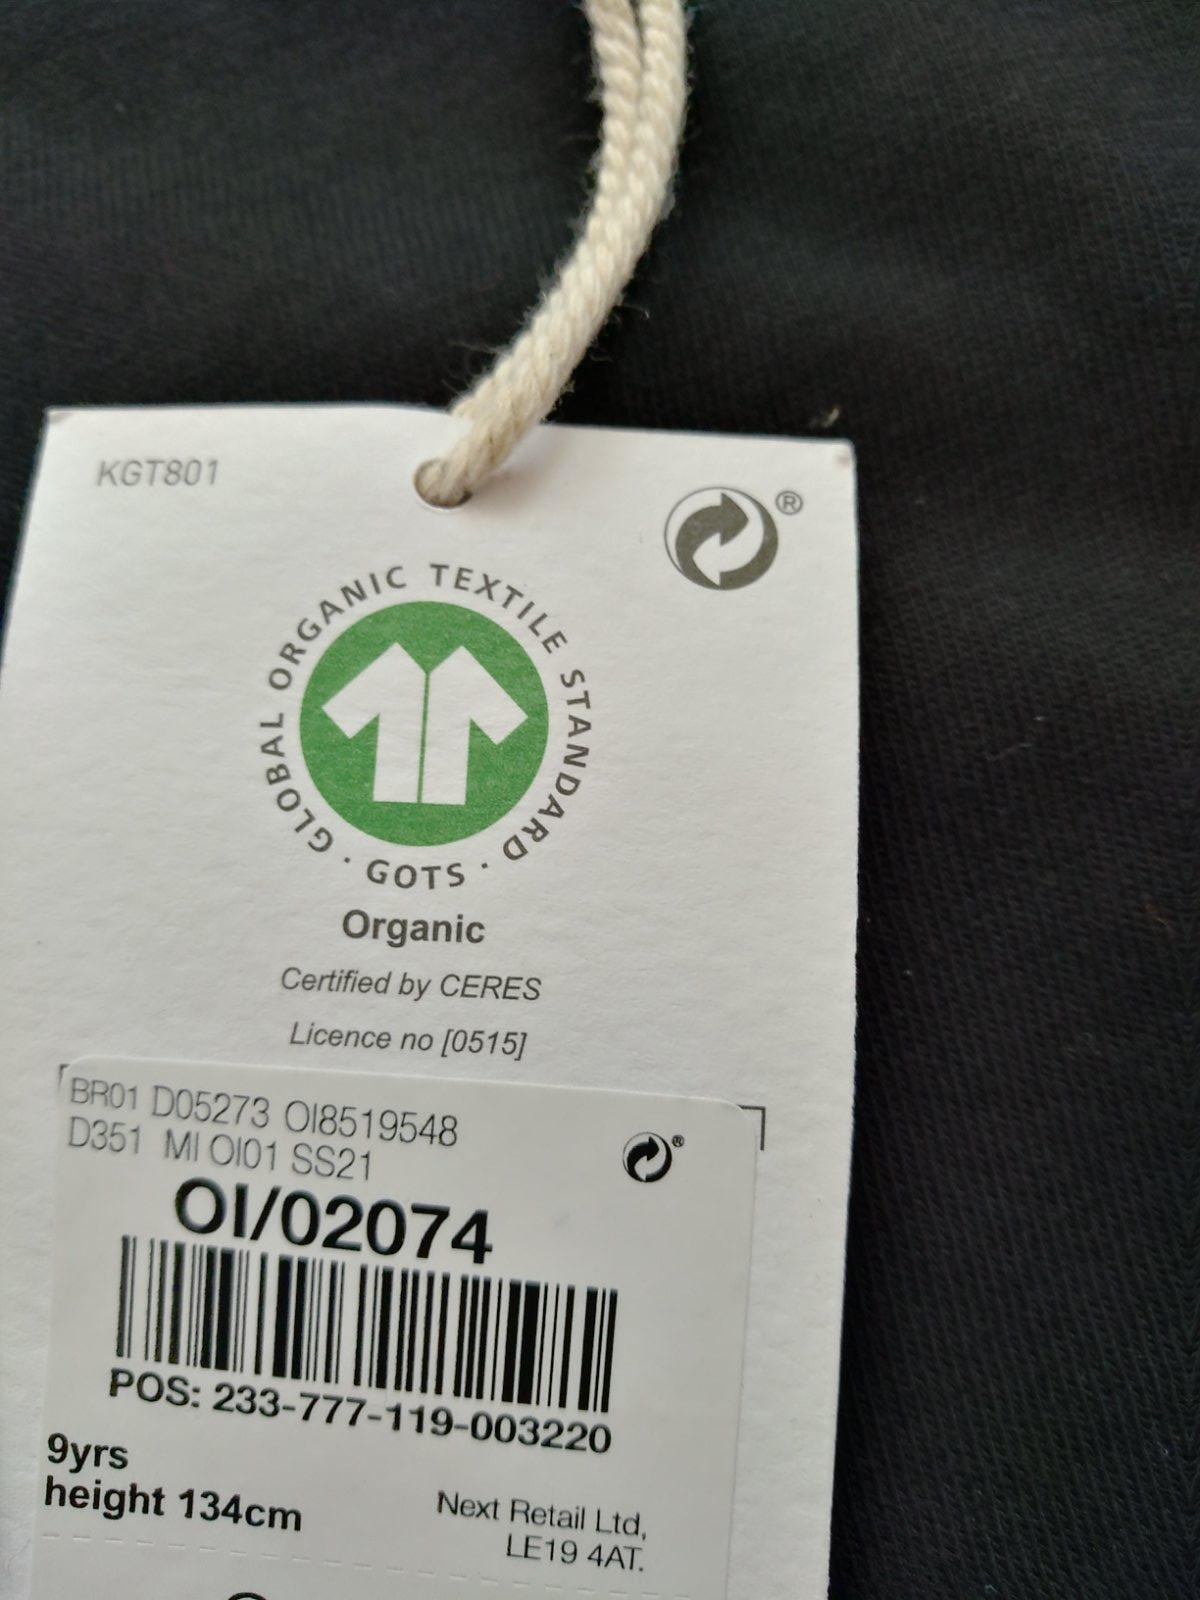 KGT801
®
GLOBAL ORGANIC TEXTILE STANDARD · GOTS ·
Organic
Certified by CERES
Licence no [0515]
BR01 D05273 OI8519548
D351 MI OI01 SS21
®
OI/02074
POS: 233-777-119-003220
9yrs
height 134cm
Next Retail Ltd,
LE19 4AT.